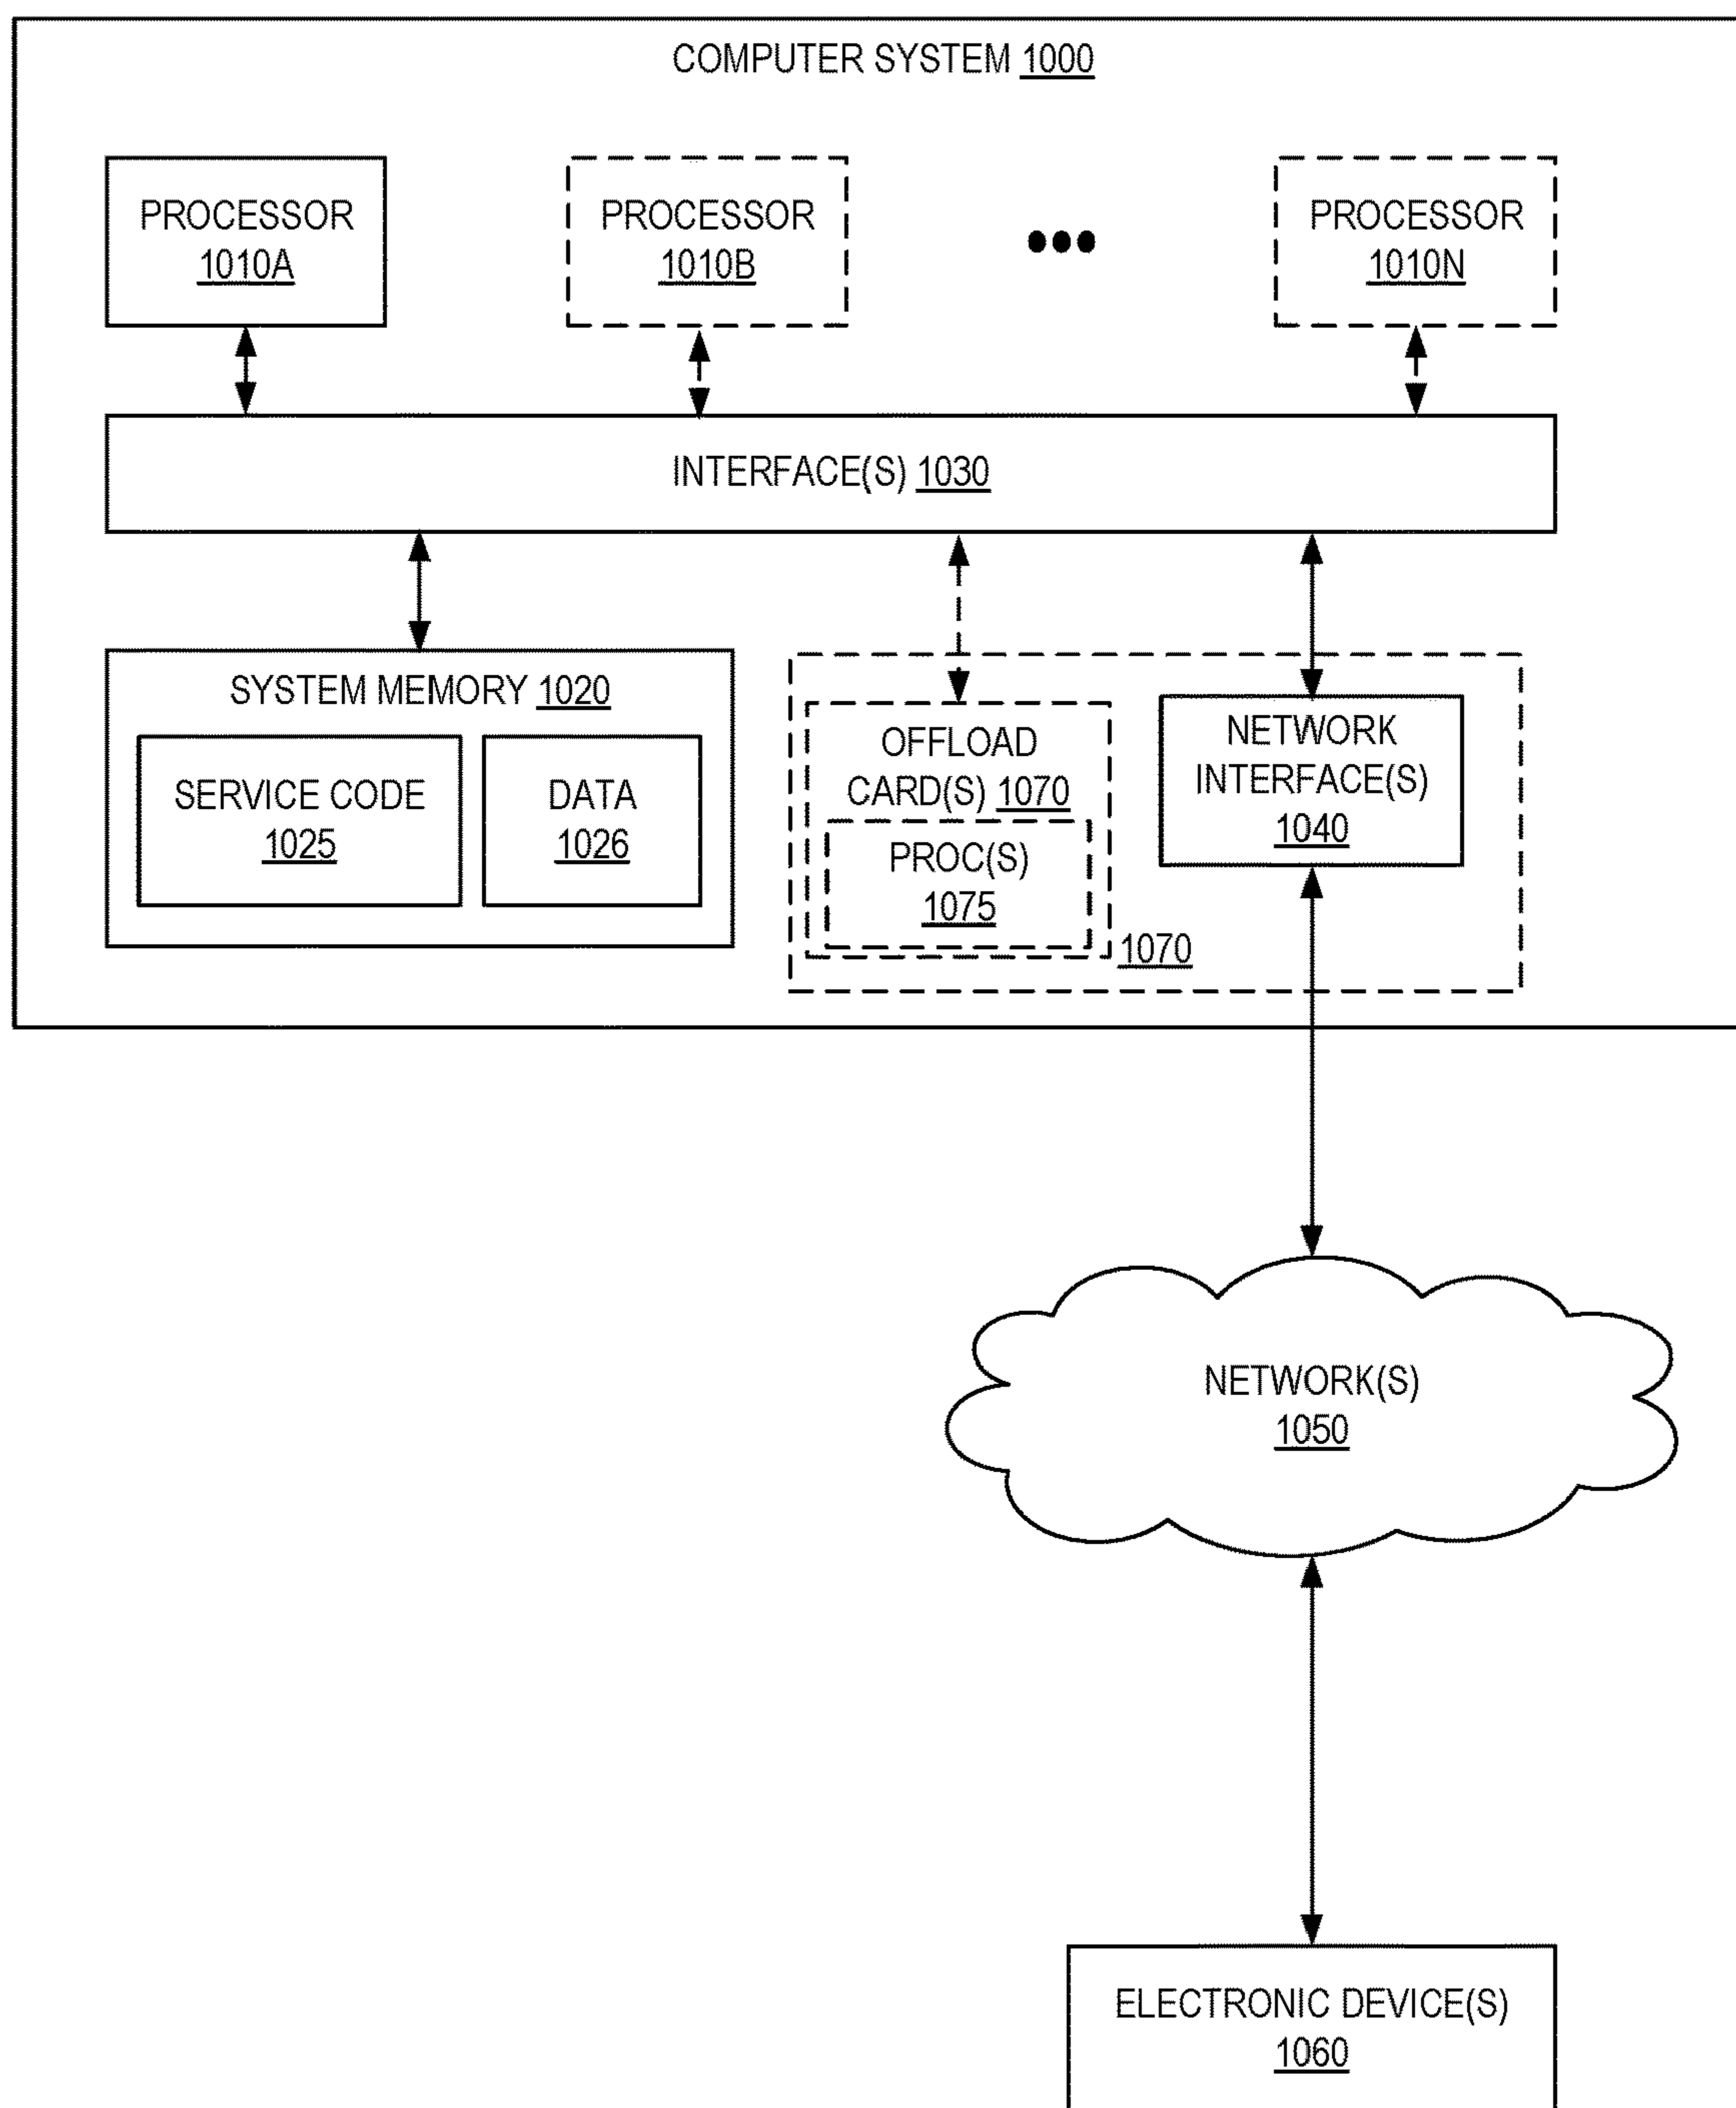 COMPUTER SYSTEM 1000
PROCESSOR
1010A
PROCESSOR
1010B
PROCESSOR
1010N
INTERFACE(S) 1030
SYSTEM MEMORY 1020
SERVICE CODE
1025
DATA
1026
OFFLOAD
CARD(S) 1070
PROC(S)
1075
1070
NETWORK
INTERFACE(S)
1040
NETWORK(S)
1050
ELECTRONIC DEVICE(S)
1060